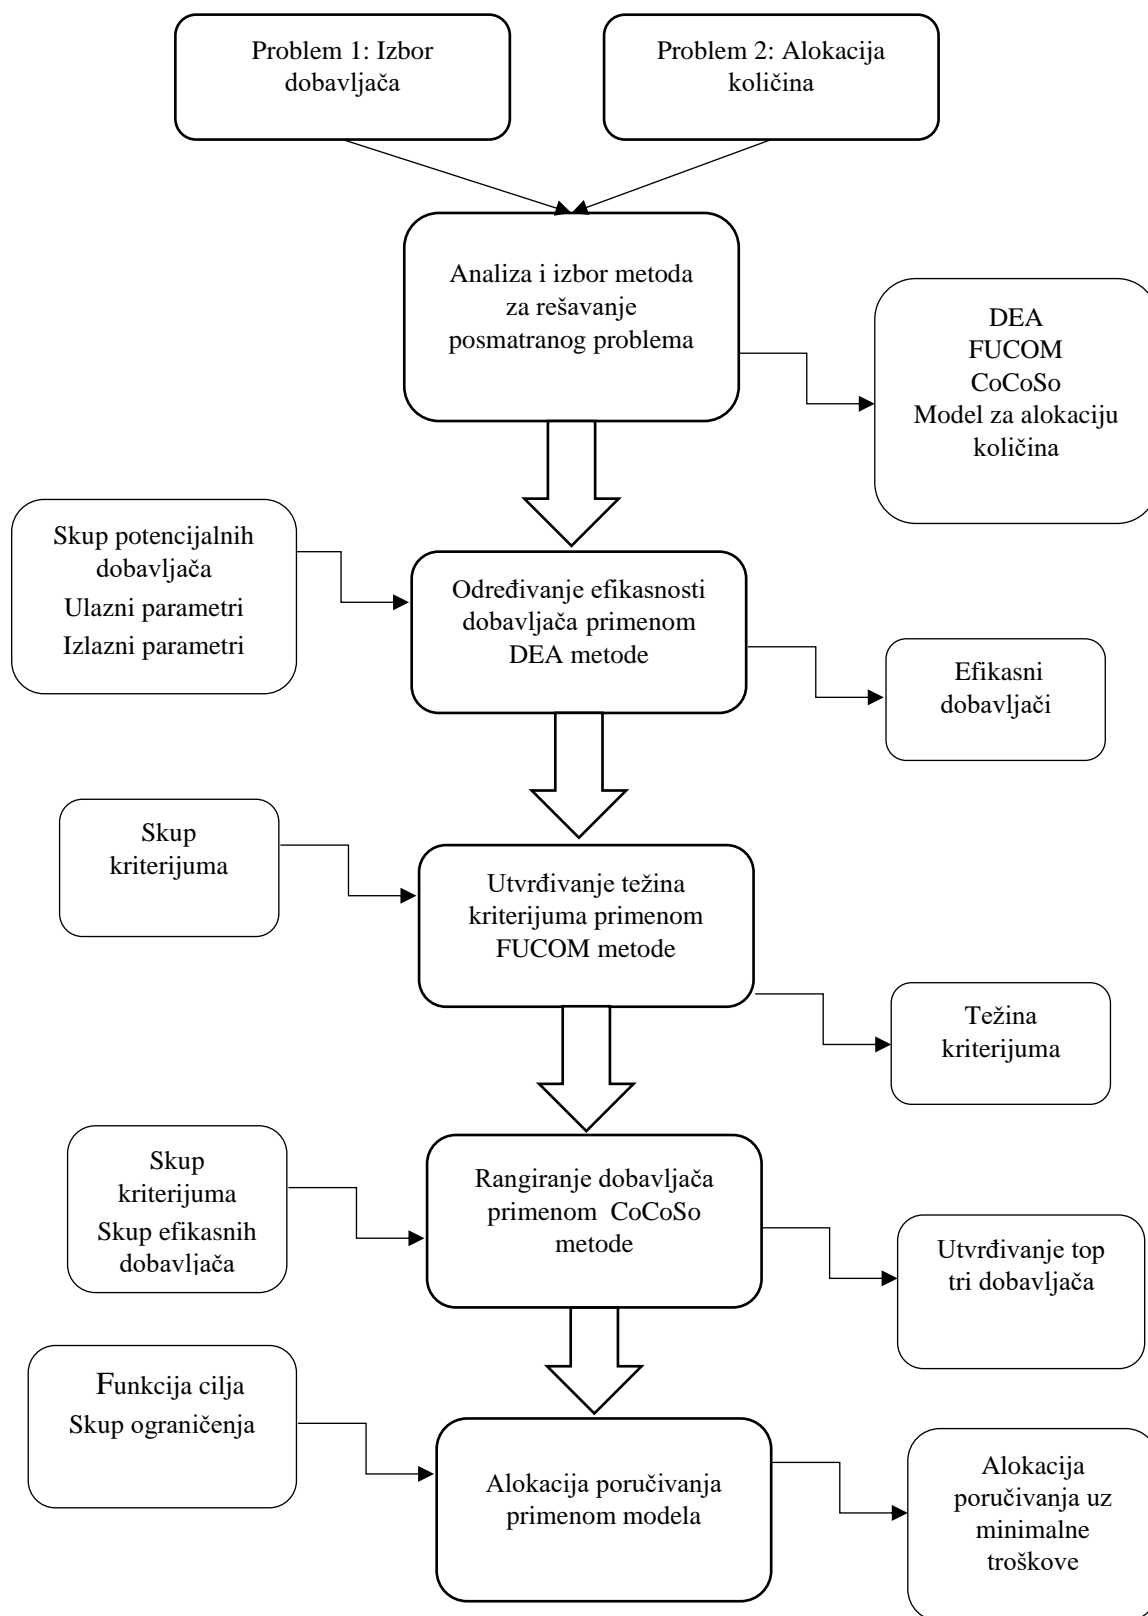 Problem 1: Izbor
dobavljača
Problem 2: Alokacija
količina
Analiza i izbor metoda
za rešavanje
posmatranog problema
DEA
FUCOM
CoCoSo
Model za alokaciju
količina
Skup potencijalnih
dobavljača
Ulazni parametri
Izlazni parametri
Određivanje efikasnosti
dobavljača primenom
DEA metode
Efikasni
dobavljači
Skup
kriterijuma
Utvrđivanje težina
kriterijuma primenom
FUCOM metode
Težina
kriterijuma
Skup
kriterijuma
Skup efikasnih
dobavljača
Rangiranje dobavljača
primenom CoCoSo
metode
Utvrđivanje top
tri dobavljača
Funkcija cilja
Skup ograničenja
Alokacija poručivanja
primenom modela
Alokacija
poručivanja uz
minimalne
troškove